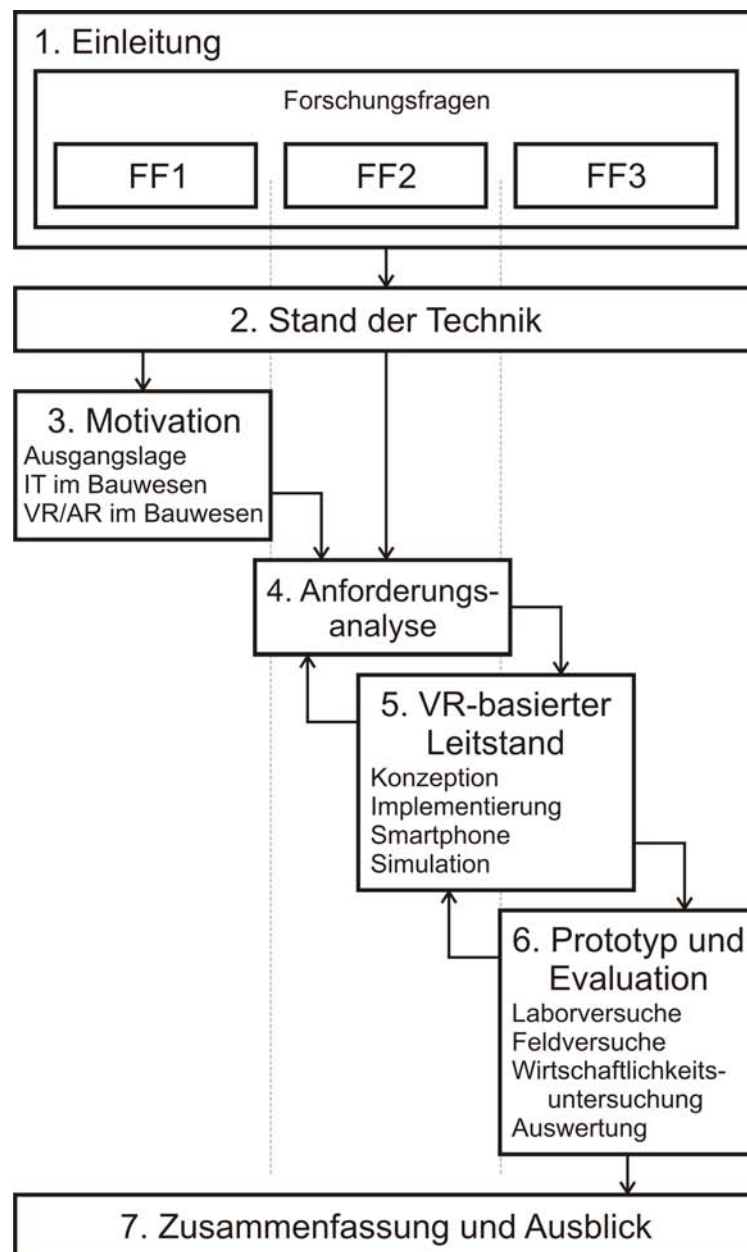 1. Einleitung
Forschungsfragen
FF1
FF2
FF3
2. Stand der Technik
3. Motivation
Ausgangslage
IT im Bauwesen
VR/AR im Bauwesen
4. Anforderungs-
analyse
5. VR-basierter
Leitstand
Konzeption
Implementierung
Smartphone
Simulation
6. Prototyp und
Evaluation
Laborversuche
Feldversuche
Wirtschaftlichkeits-
untersuchung
Auswertung
7. Zusammenfassung und Ausblick